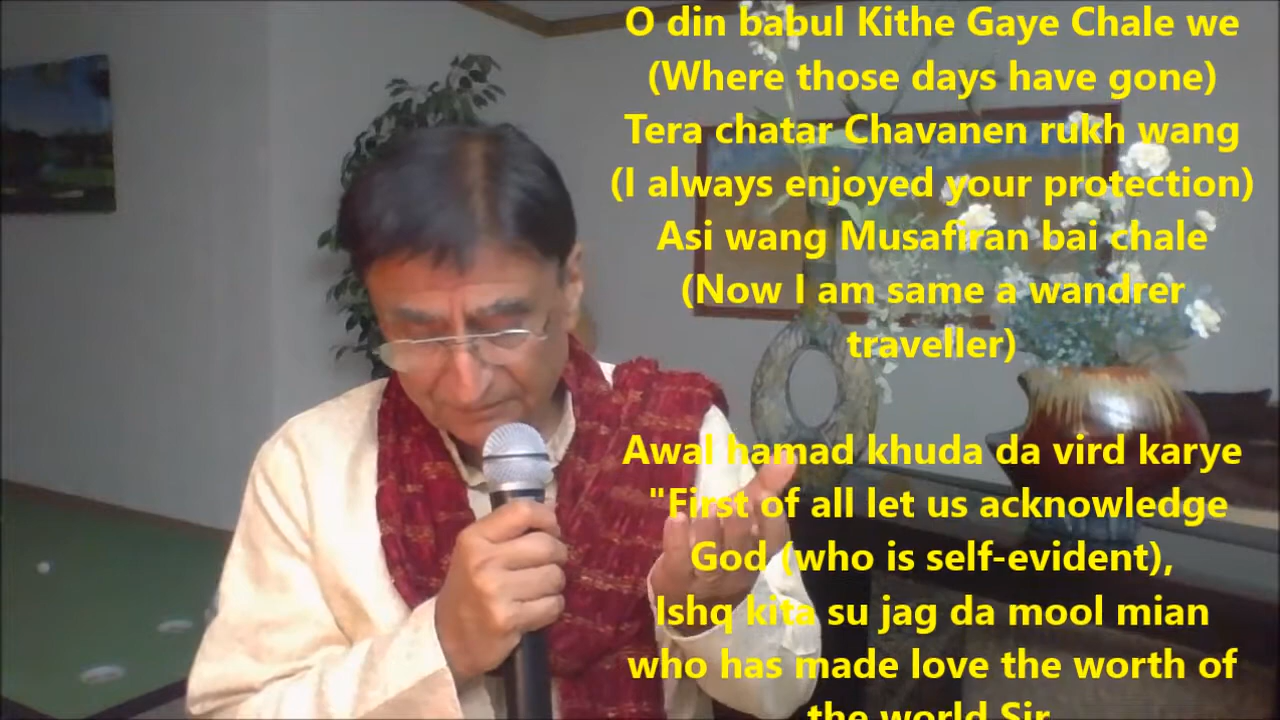 O din babul Kithe Gaye Chale we
(Where those days have gone)
Tera chatar Chavanen rukh wang
(I always enjoyed your protection)
Asi wang Musafiran bai chale
(Now I am same a wandrer
traveller)
Awal hamad khuda da vird karye
"First of all let us acknowledge
God (who is self-evident),
Ishq kita su jag da mool mian
who has made love the worth of
the world Sir